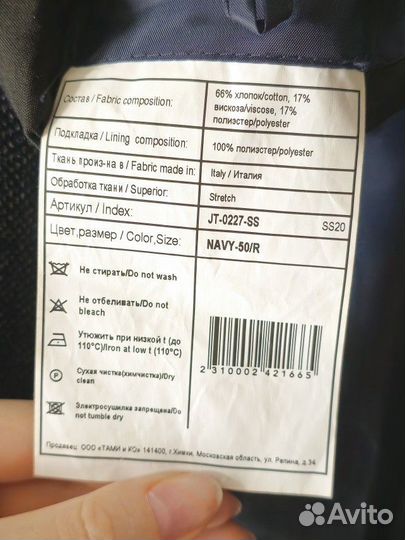 Состав / Fabric composition: 66% хлопок/cotton, 17%
вискоза/viscose, 17%
полиэстер/polyester
Подкладка / Lining composition: 100% полиэстер/polyester
Ткань произ-на в / Fabric made in: Italy / Италия
Обработка ткани / Superior: Stretch
Артикул / Index: JT-0227-SS SS20
Цвет,размер / Color,Size: NAVY-50/R
Не стирать/Do not wash
Не отбеливать/Do not
bleach
Утюжить при низкой t (до
110°C)/Iron at low t (110°C)
Сухая чистка(химчистка)/Dry
clean
Электросушилка запрещена/Do
not tumble dry
2 310002 421665
Продавец: ООО «ТАМИ и КО» 141400, г.Химки, Московская область, ул. Репина, д.34
Avito